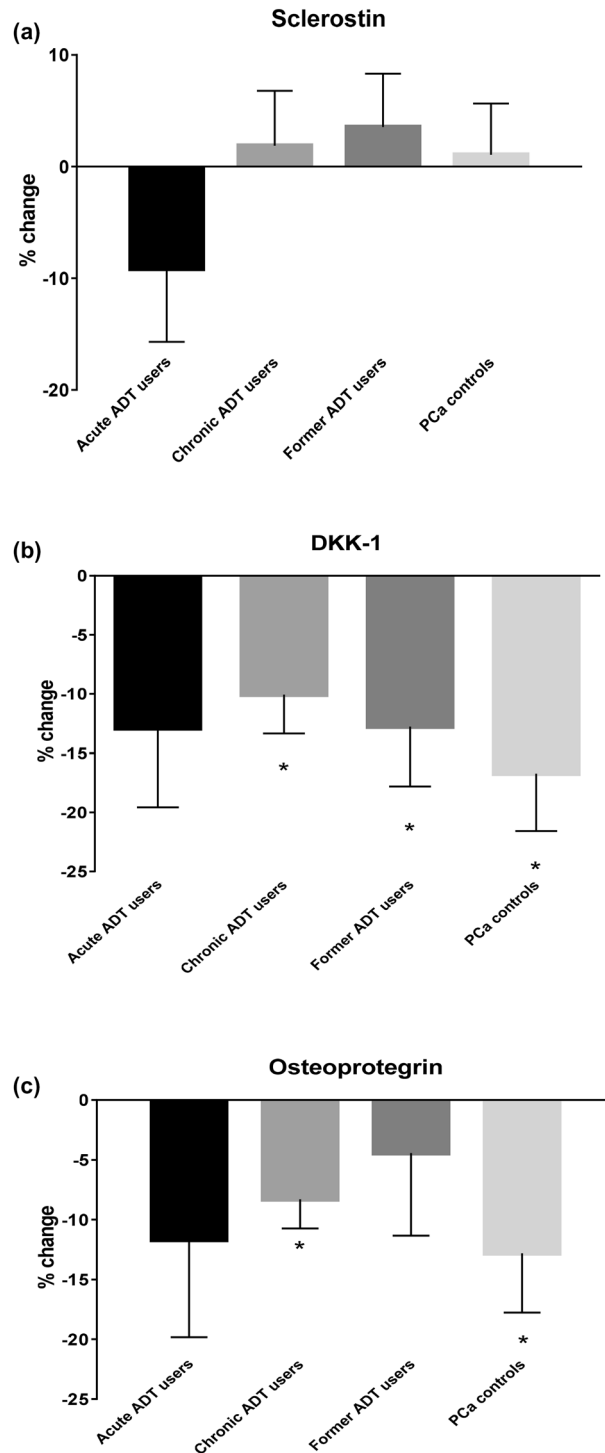 (a)
Sclerostin
10
0
-10
-20
% change
Acute ADT users
Chronic ADT users
Former ADT users
PCa controls
(b)
DKK-1
0
-5
-10
-15
-20
-25
% change
*
*
*
Acute ADT users
Chronic ADT users
Former ADT users
PCa controls
(c)
Osteoprotegrin
0
-5
-10
-15
-20
-25
% change
*
*
Acute ADT users
Chronic ADT users
Former ADT users
PCa controls